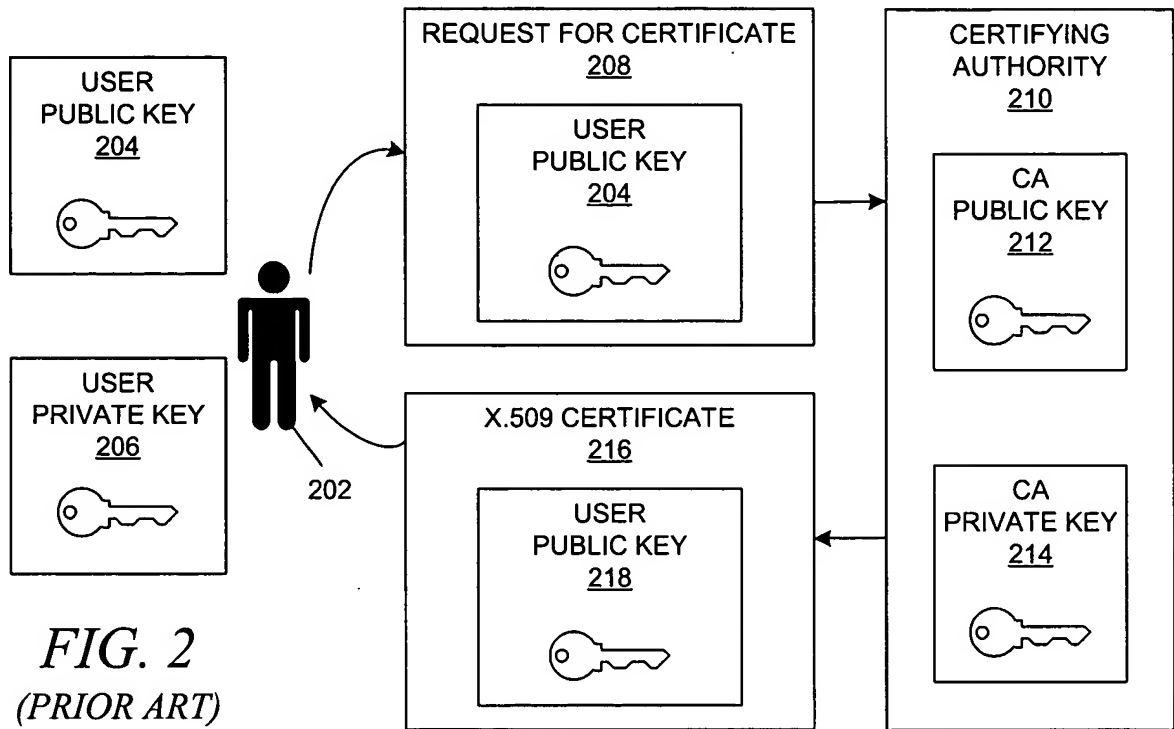 USER
PUBLIC KEY
204
USER
PRIVATE KEY
206
202
REQUEST FOR CERTIFICATE
208
USER
PUBLIC KEY
204
X.509 CERTIFICATE
216
USER
PUBLIC KEY
218
CERTIFYING
AUTHORITY
210
CA
PUBLIC KEY
212
CA
PRIVATE KEY
214
FIG. 2
(PRIOR ART)